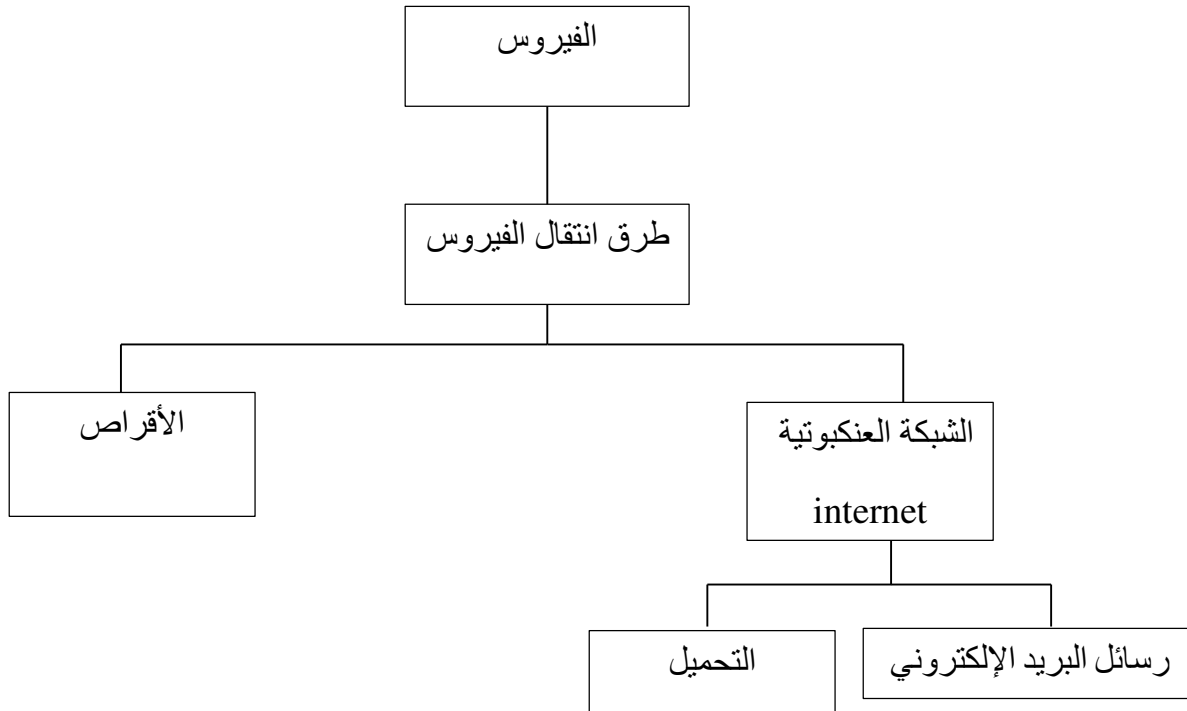 الفيروس
طرق انتقال الفيروس
الشبكة العنكبوتية
internet
الأقراص
رسائل البريد الإلكتروني
التحميل